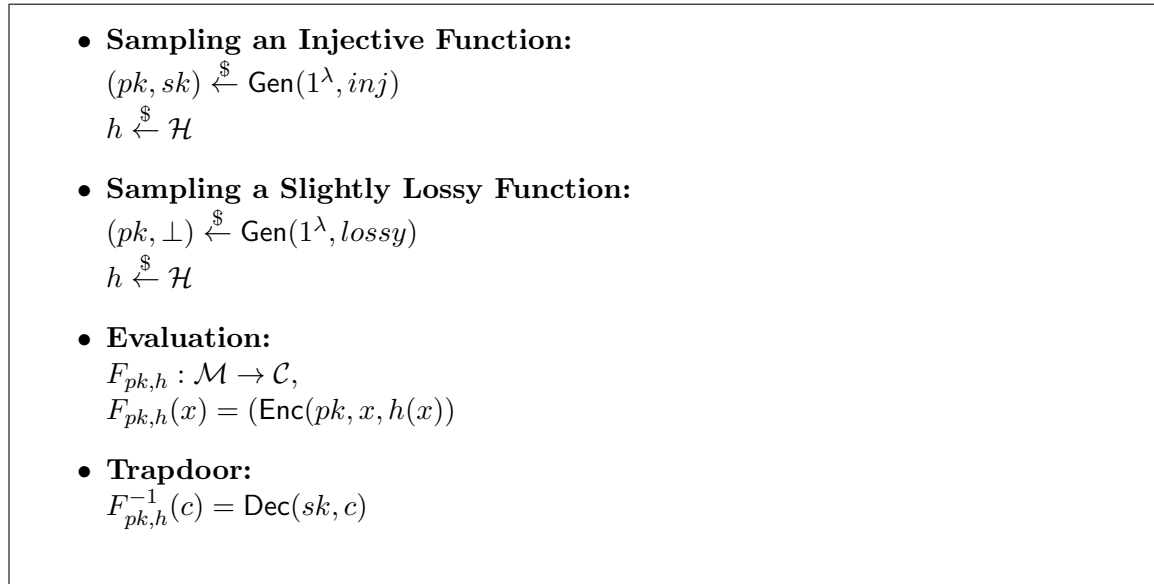 • Sampling an Injective Function:
(pk, sk) $← Gen(1^λ, inj)
h $← ℋ
• Sampling a Slightly Lossy Function:
(pk, ⊥) $← Gen(1^λ, lossy)
h $← ℋ
• Evaluation:
F_{pk,h} : ℳ → 𝒞,
F_{pk,h}(x) = (Enc(pk, x, h(x))
• Trapdoor:
F^{-1}_{pk,h}(c) = Dec(sk, c)